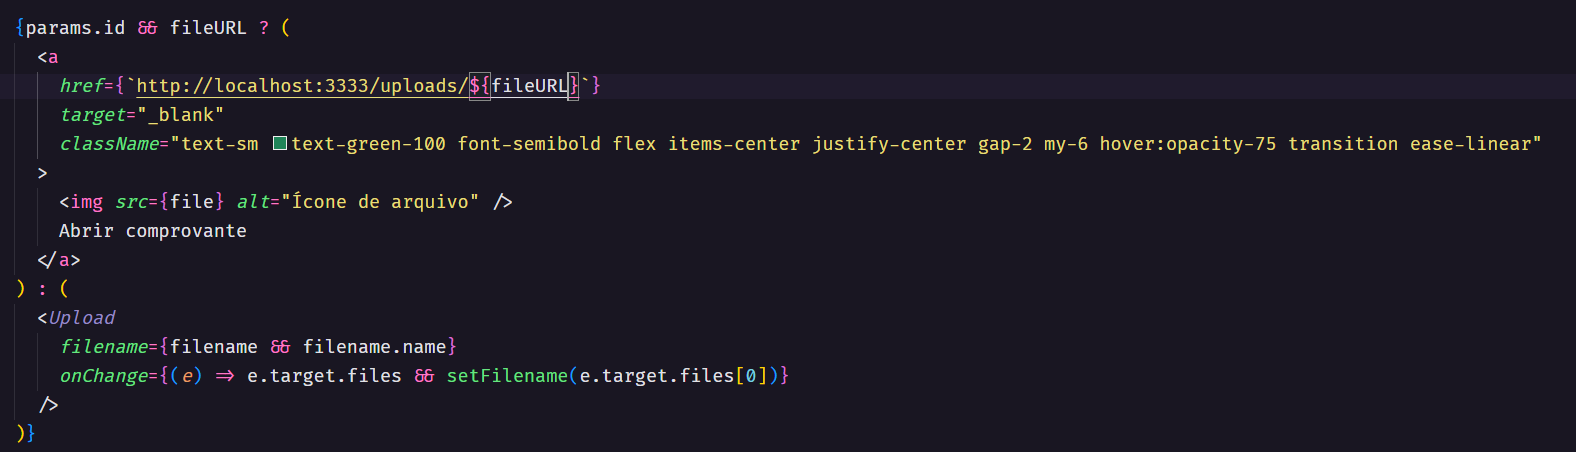 {params.id && fileURL ? (
<a
href={`http://localhost:3333/uploads/${fileURL}`}
target="_blank"
className="text-sm text-green-100 font-semibold flex items-center justify-center gap-2 my-6 hover:opacity-75 transition ease-linear"
>
<img src={file} alt="Ícone de arquivo" />
Abrir comprovante
</a>
) : (
<Upload
filename={filename && filename.name}
onChange={(e) => e.target.files && setFilename(e.target.files[0])}
/>
)}